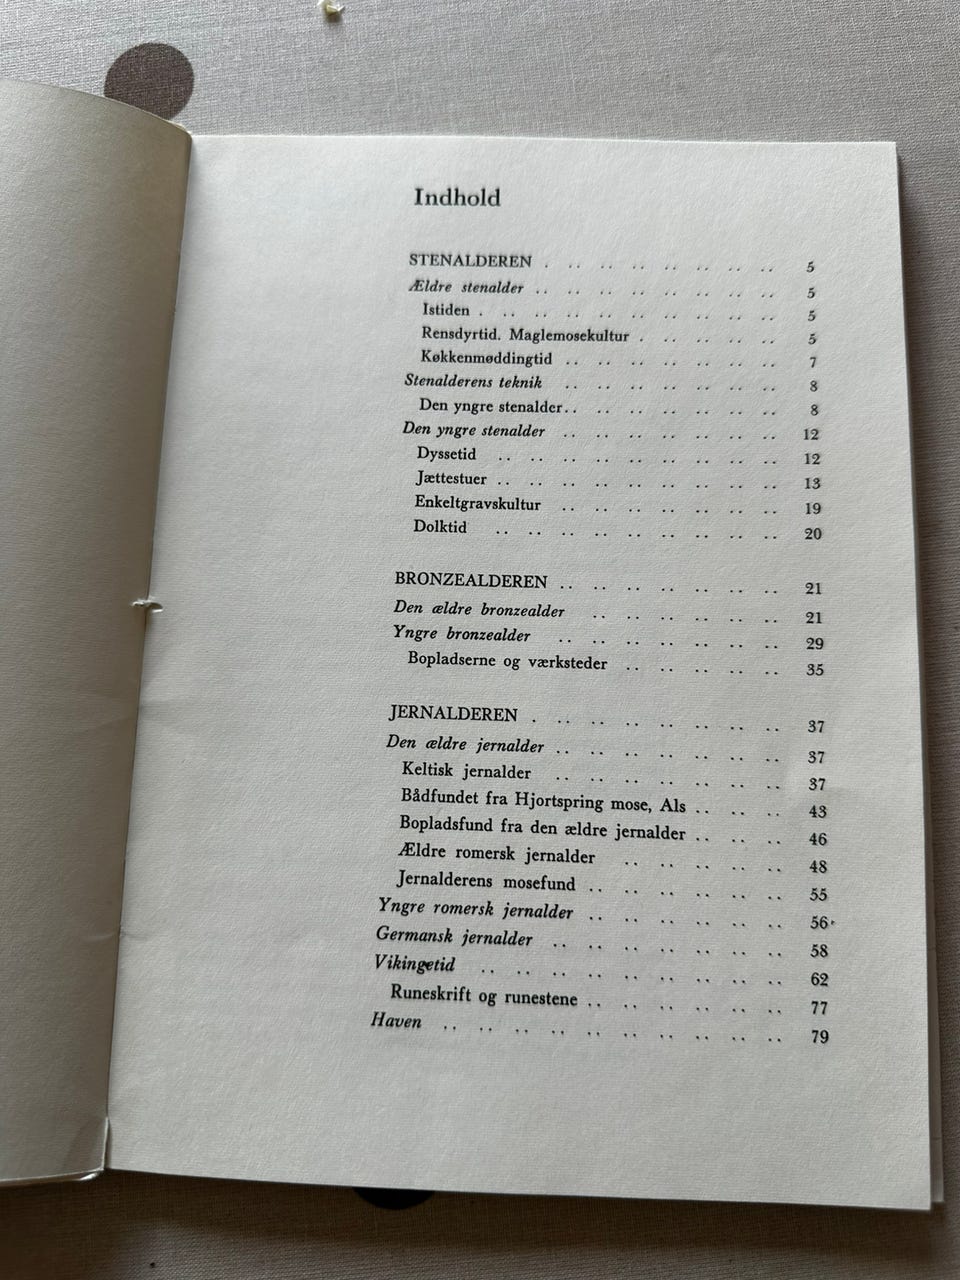 Indhold
STENALDEREN . .. .. .. .. .. .. .. 5
Ældre stenalder .. .. .. .. .. .. .. .. 5
Istiden . .. .. .. .. .. .. .. .. 5
Rensdyrtid. Maglemosekultur . .. .. .. .. 5
Køkkenmøddingtid .. .. .. .. .. .. .. 7
Stenalderens teknik .. .. .. .. .. .. .. 8
Den yngre stenalder.. .. .. .. .. .. .. 8
Den yngre stenalder .. .. .. .. .. .. .. 12
Dyssetid .. .. .. .. .. .. .. .. .. 12
Jættestuer .. .. .. .. .. .. .. .. .. 13
Enkeltgravskultur .. .. .. .. .. .. .. 19
Dolktid .. .. .. .. .. .. .. .. .. 20
BRONZEALDEREN .. .. .. .. .. .. .. 21
Den ældre bronzealder .. .. .. .. .. .. 21
Yngre bronzealder .. .. .. .. .. .. .. 29
Bopladserne og værksteder .. .. .. .. .. 35
JERNALDEREN . .. .. .. .. .. .. .. 37
Den ældre jernalder .. .. .. .. .. .. .. 37
Keltisk jernalder .. .. .. .. .. .. .. 37
Bådfundet fra Hjortspring mose, Als .. .. .. 43
Bopladsfund fra den ældre jernalder .. .. .. 46
Ældre romersk jernalder .. .. .. .. .. 48
Jernalderens mosefund .. .. .. .. .. .. 55
Yngre romersk jernalder .. .. .. .. .. .. 56
Germansk jernalder .. .. .. .. .. .. .. 58
Vikingetid .. .. .. .. .. .. .. .. .. 62
Runeskrift og runestene .. .. .. .. .. .. 77
Haven .. .. .. .. .. .. .. .. .. .. 79